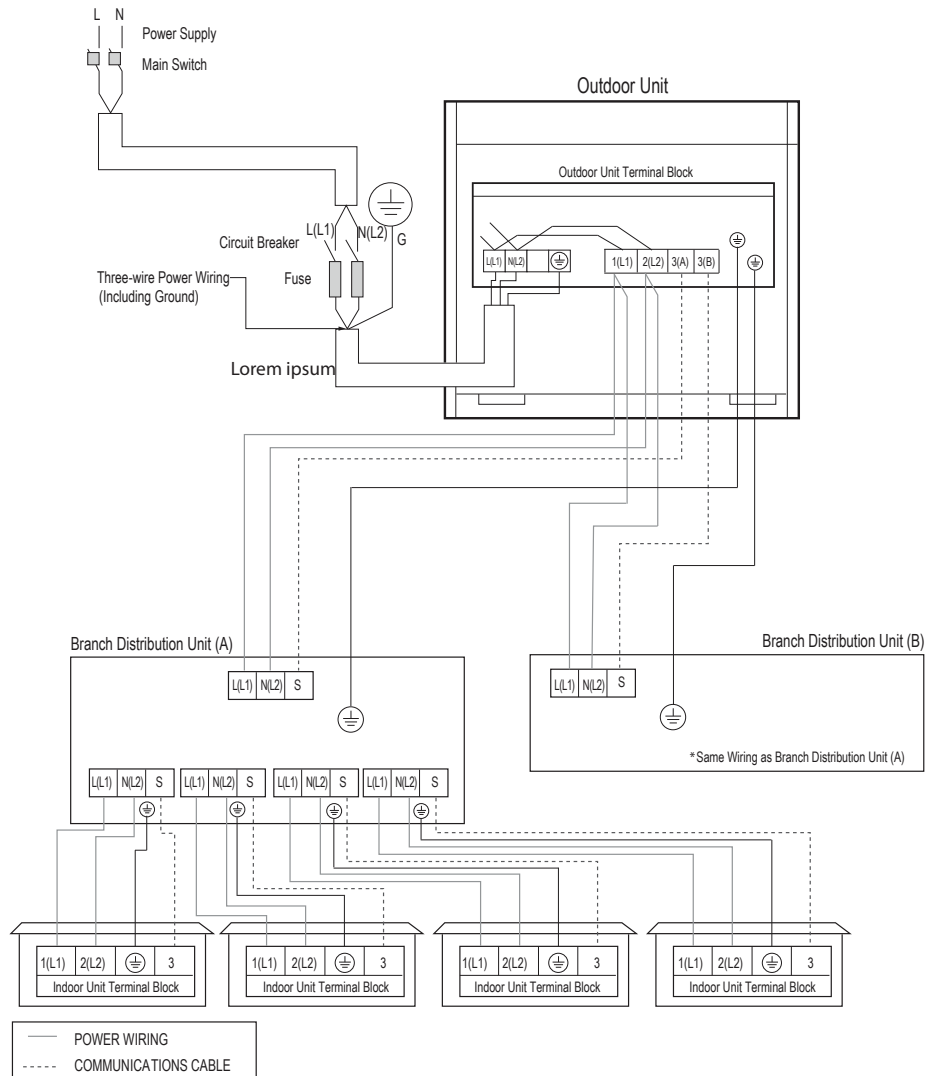 L N
Power Supply
Main Switch
Outdoor Unit
Outdoor Unit Terminal Block
L(L1) N(L2) G
Circuit Breaker
Fuse
Three-wire Power Wiring
(Including Ground)
Lorem ipsum
L(L1) N(L2)
1(L1) 2(L2) 3(A) 3(B)
Branch Distribution Unit (A)
L(L1) N(L2) S
Branch Distribution Unit (B)
L(L1) N(L2) S
*Same Wiring as Branch Distribution Unit (A)
L(L1) N(L2) S
L(L1) N(L2) S
L(L1) N(L2) S
L(L1) N(L2) S
1(L1) 2(L2) 3
Indoor Unit Terminal Block
1(L1) 2(L2) 3
Indoor Unit Terminal Block
1(L1) 2(L2) 3
Indoor Unit Terminal Block
1(L1) 2(L2) 3
Indoor Unit Terminal Block
POWER WIRING
COMMUNICATIONS CABLE